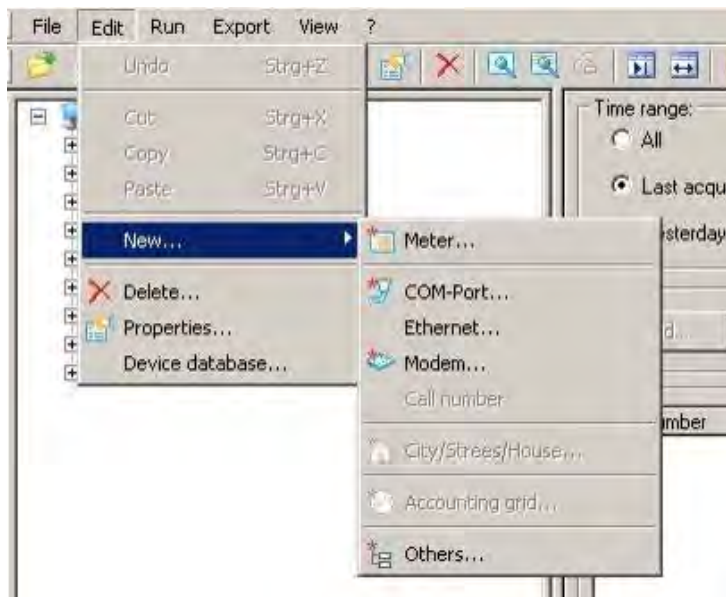 File Edit Run Export View ?
Undo Strg+Z
Cut Strg+X
Copy Strg+C
Paste Strg+V
New...
Delete...
Properties...
Device database...
Meter...
COM-Port...
Ethernet...
Modem...
Call number
City/Strees/House...
Accounting grid...
Others...
Time range:
All
Last acqu
sterday
d...
mber